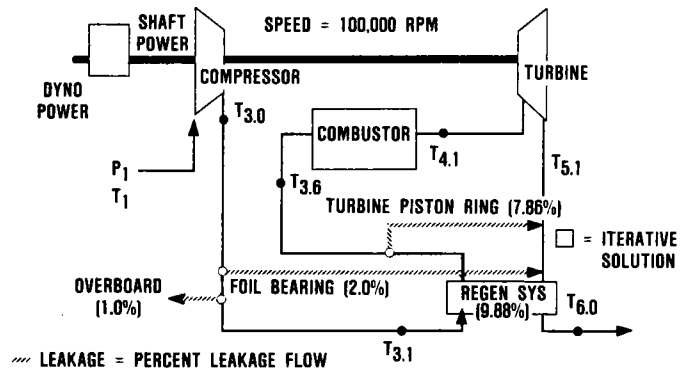 SHAFT
POWER
SPEED = 100,000 RPM
COMPRESSOR
TURBINE
DYNO
POWER
T3.0
COMBUSTOR
T4.1
P1
T1
T3.6
T5.1
TURBINE PISTON RING (7.86%)
= ITERATIVE
SOLUTION
OVERBOARD
(1.0%)
FOIL BEARING (2.0%)
REGEN SYS
(9.88%)
T6.0
T3.1
LEAKAGE = PERCENT LEAKAGE FLOW